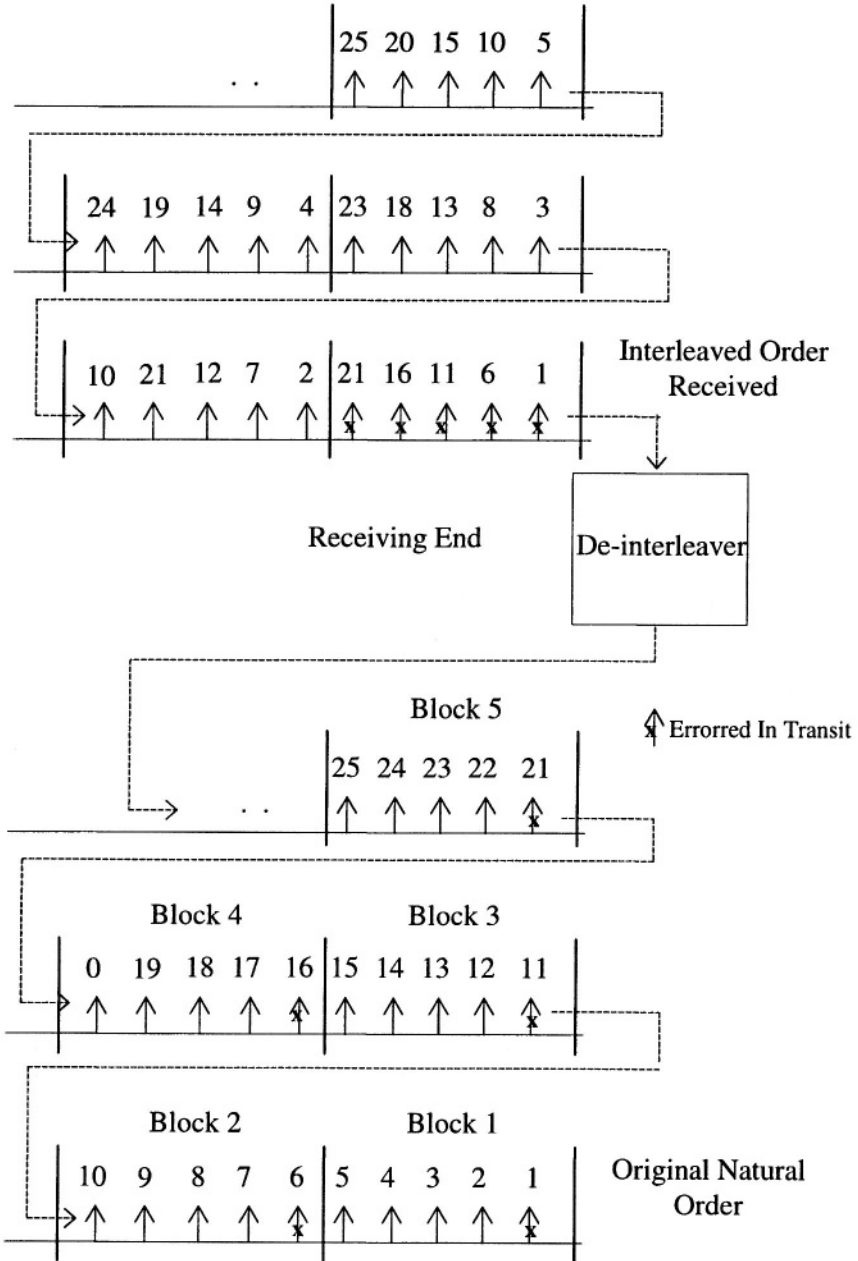 25 20 15 10 5
. .
24 19 14 9 4 23 18 13 8 3
10 21 12 7 2 21 16 11 6 1
x x x x x
Interleaved Order
Received
Receiving End
De-interleaver
Block 5
x Errorred In Transit
25 24 23 22 21
. .
x
Block 4 Block 3
0 19 18 17 16 15 14 13 12 11
x x
Block 2 Block 1
10 9 8 7 6 5 4 3 2 1
x x
Original Natural
Order